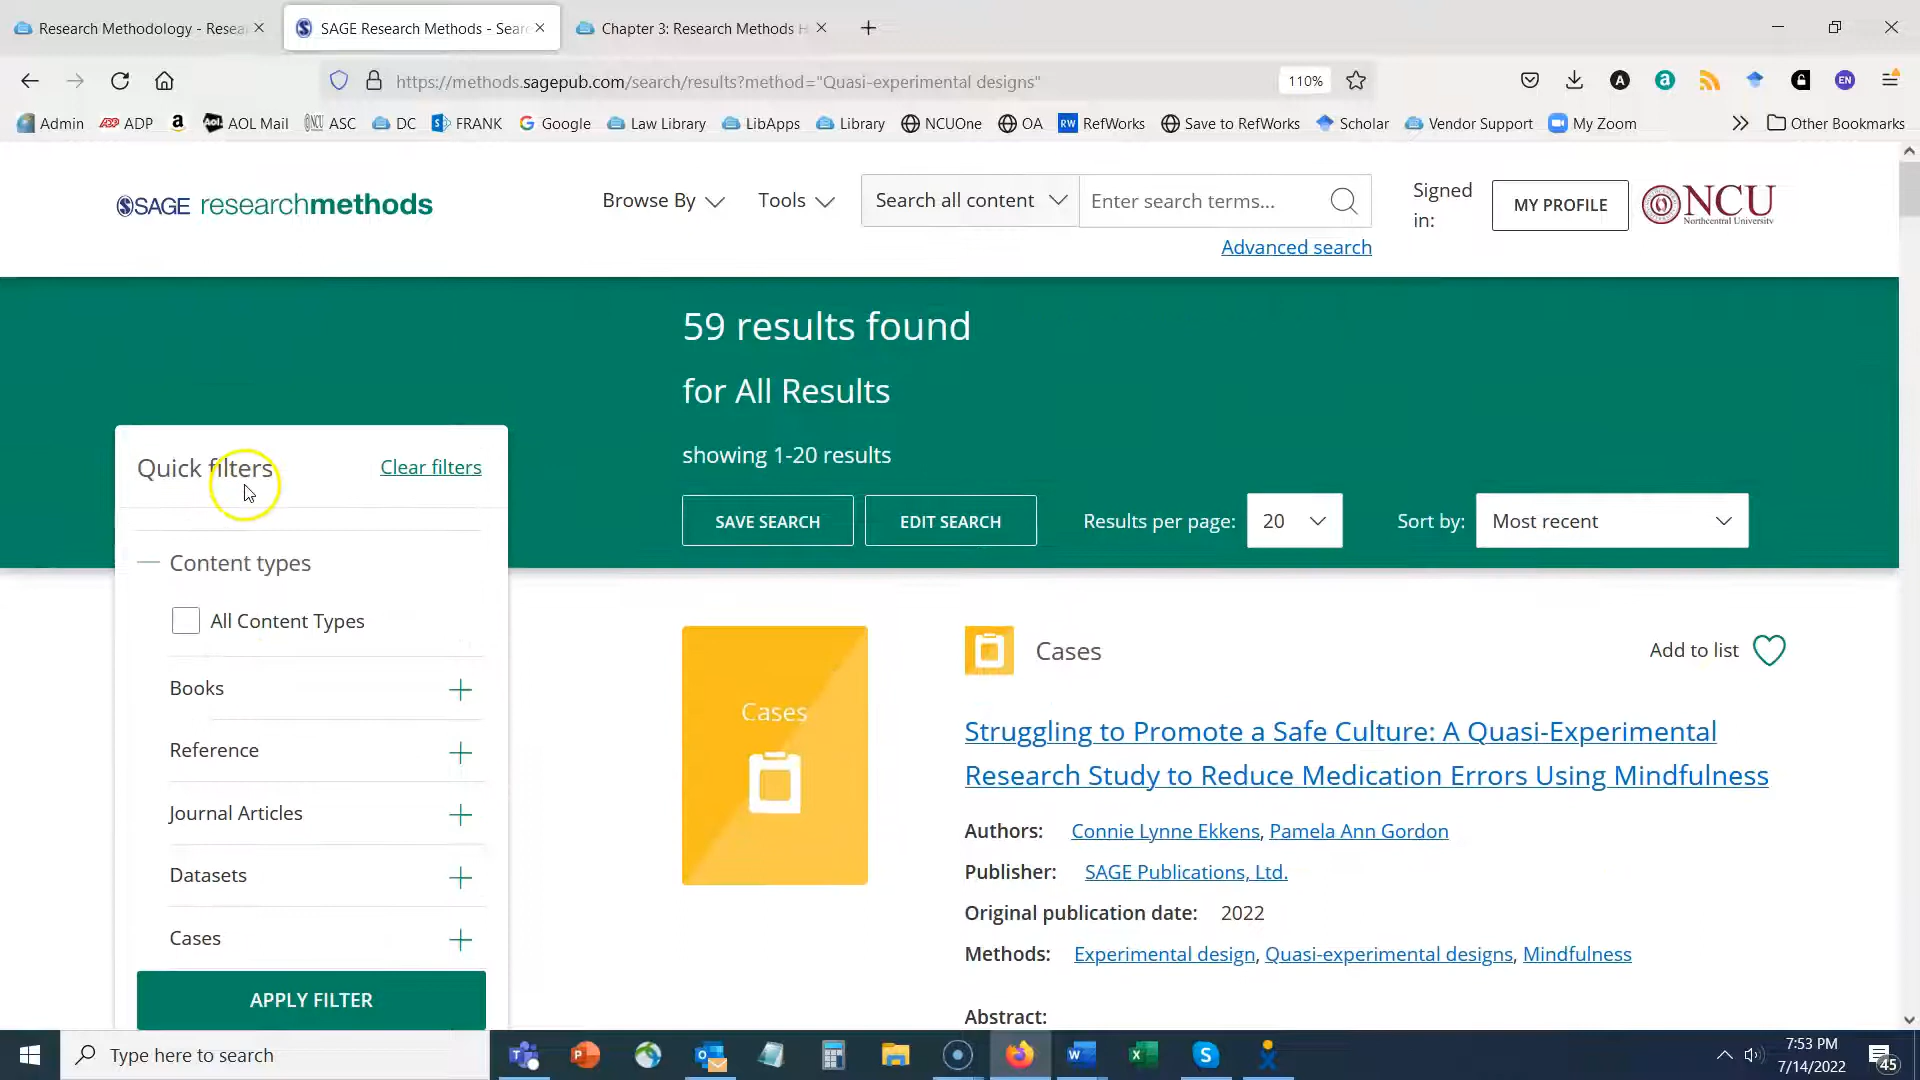 Research Methodology - Resea
SAGE Research Methods - Sear
Chapter 3: Research Methods H
https://methods.sagepub.com/search/results?method="Quasi-experimental designs"
110%
A
a
EN
Admin
ADP
a
Aol.
AOL Mail
NCU
ASC
DC
S
FRANK
G
Google
Law Library
LibApps
Library
NCUOne
OA
RW
RefWorks
Save to RefWorks
Scholar
Vendor Support
My Zoom
Other Bookmarks
SAGE researchmethods
Browse By
Tools
Search all content
Enter search terms...
Signed
in:
MY PROFILE
NCU
Northcentral University
Advanced search
59 results found
for All Results
showing 1-20 results
SAVE SEARCH
EDIT SEARCH
Results per page:
20
Sort by:
Most recent
Quick filters
Clear filters
Content types
All Content Types
Books
Reference
Journal Articles
Datasets
Cases
APPLY FILTER
Cases
Cases
Add to list
Struggling to Promote a Safe Culture: A Quasi-Experimental
Research Study to Reduce Medication Errors Using Mindfulness
Authors: Connie Lynne Ekkens, Pamela Ann Gordon
Publisher: SAGE Publications, Ltd.
Original publication date: 2022
Methods: Experimental design, Quasi-experimental designs, Mindfulness
Abstract:
Type here to search
7:53 PM
7/14/2022
45